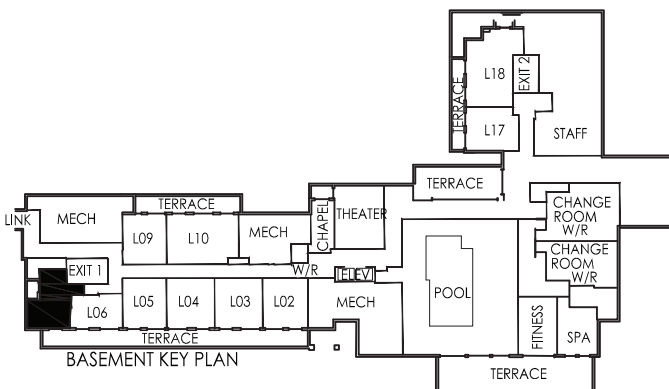 L18
EXIT 2
TERRACE
L17
STAFF
TERRACE
TERRACE
LINK
MECH
L09
L10
MECH
CHAPEL
THEATER
CHANGE
ROOM
W/R
CHANGE
ROOM
W/R
EXIT 1
W/R
ELEV
L06
L05
L04
L03
L02
MECH
POOL
FITNESS
SPA
TERRACE
TERRACE
BASEMENT KEY PLAN